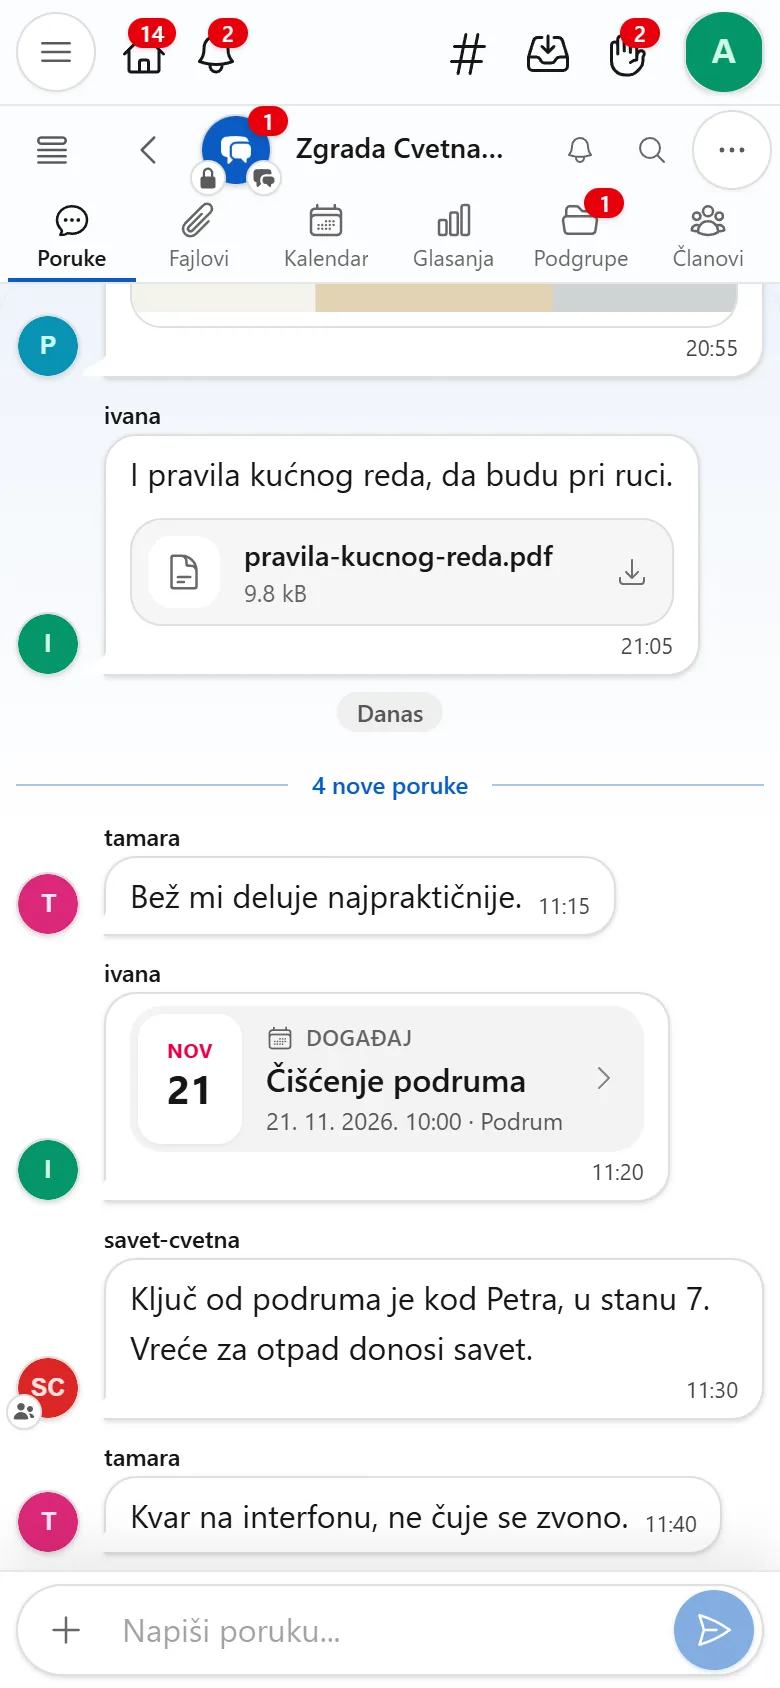 14
2
2
A
1
Zgrada Cvetna...
Poruke
Fajlovi
Kalendar
Glasanja
1
Podgrupe
Članovi
P
20:55
ivana
I pravila kućnog reda, da budu pri ruci.
pravila-kucnog-reda.pdf
9.8 kB
I
21:05
Danas
4 nove poruke
tamara
T
Bež mi deluje najpraktičnije. 11:15
ivana
NOV
21
DOGAĐAJ
Čišćenje podruma
21. 11. 2026. 10:00 · Podrum
I
11:20
savet-cvetna
Ključ od podruma je kod Petra, u stanu 7.
Vreće za otpad donosi savet.
SC
11:30
tamara
T
Kvar na interfonu, ne čuje se zvono. 11:40
Napiši poruku...